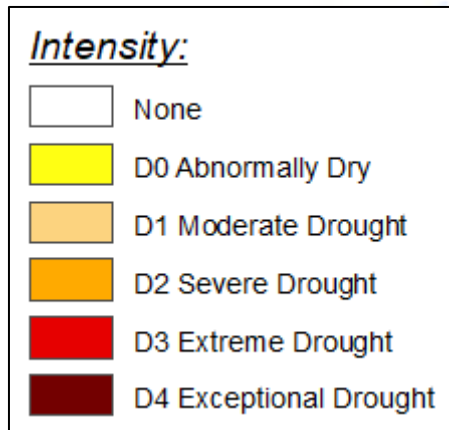 Intensity:
None
D0 Abnormally Dry
D1 Moderate Drought
D2 Severe Drought
D3 Extreme Drought
D4 Exceptional Drought